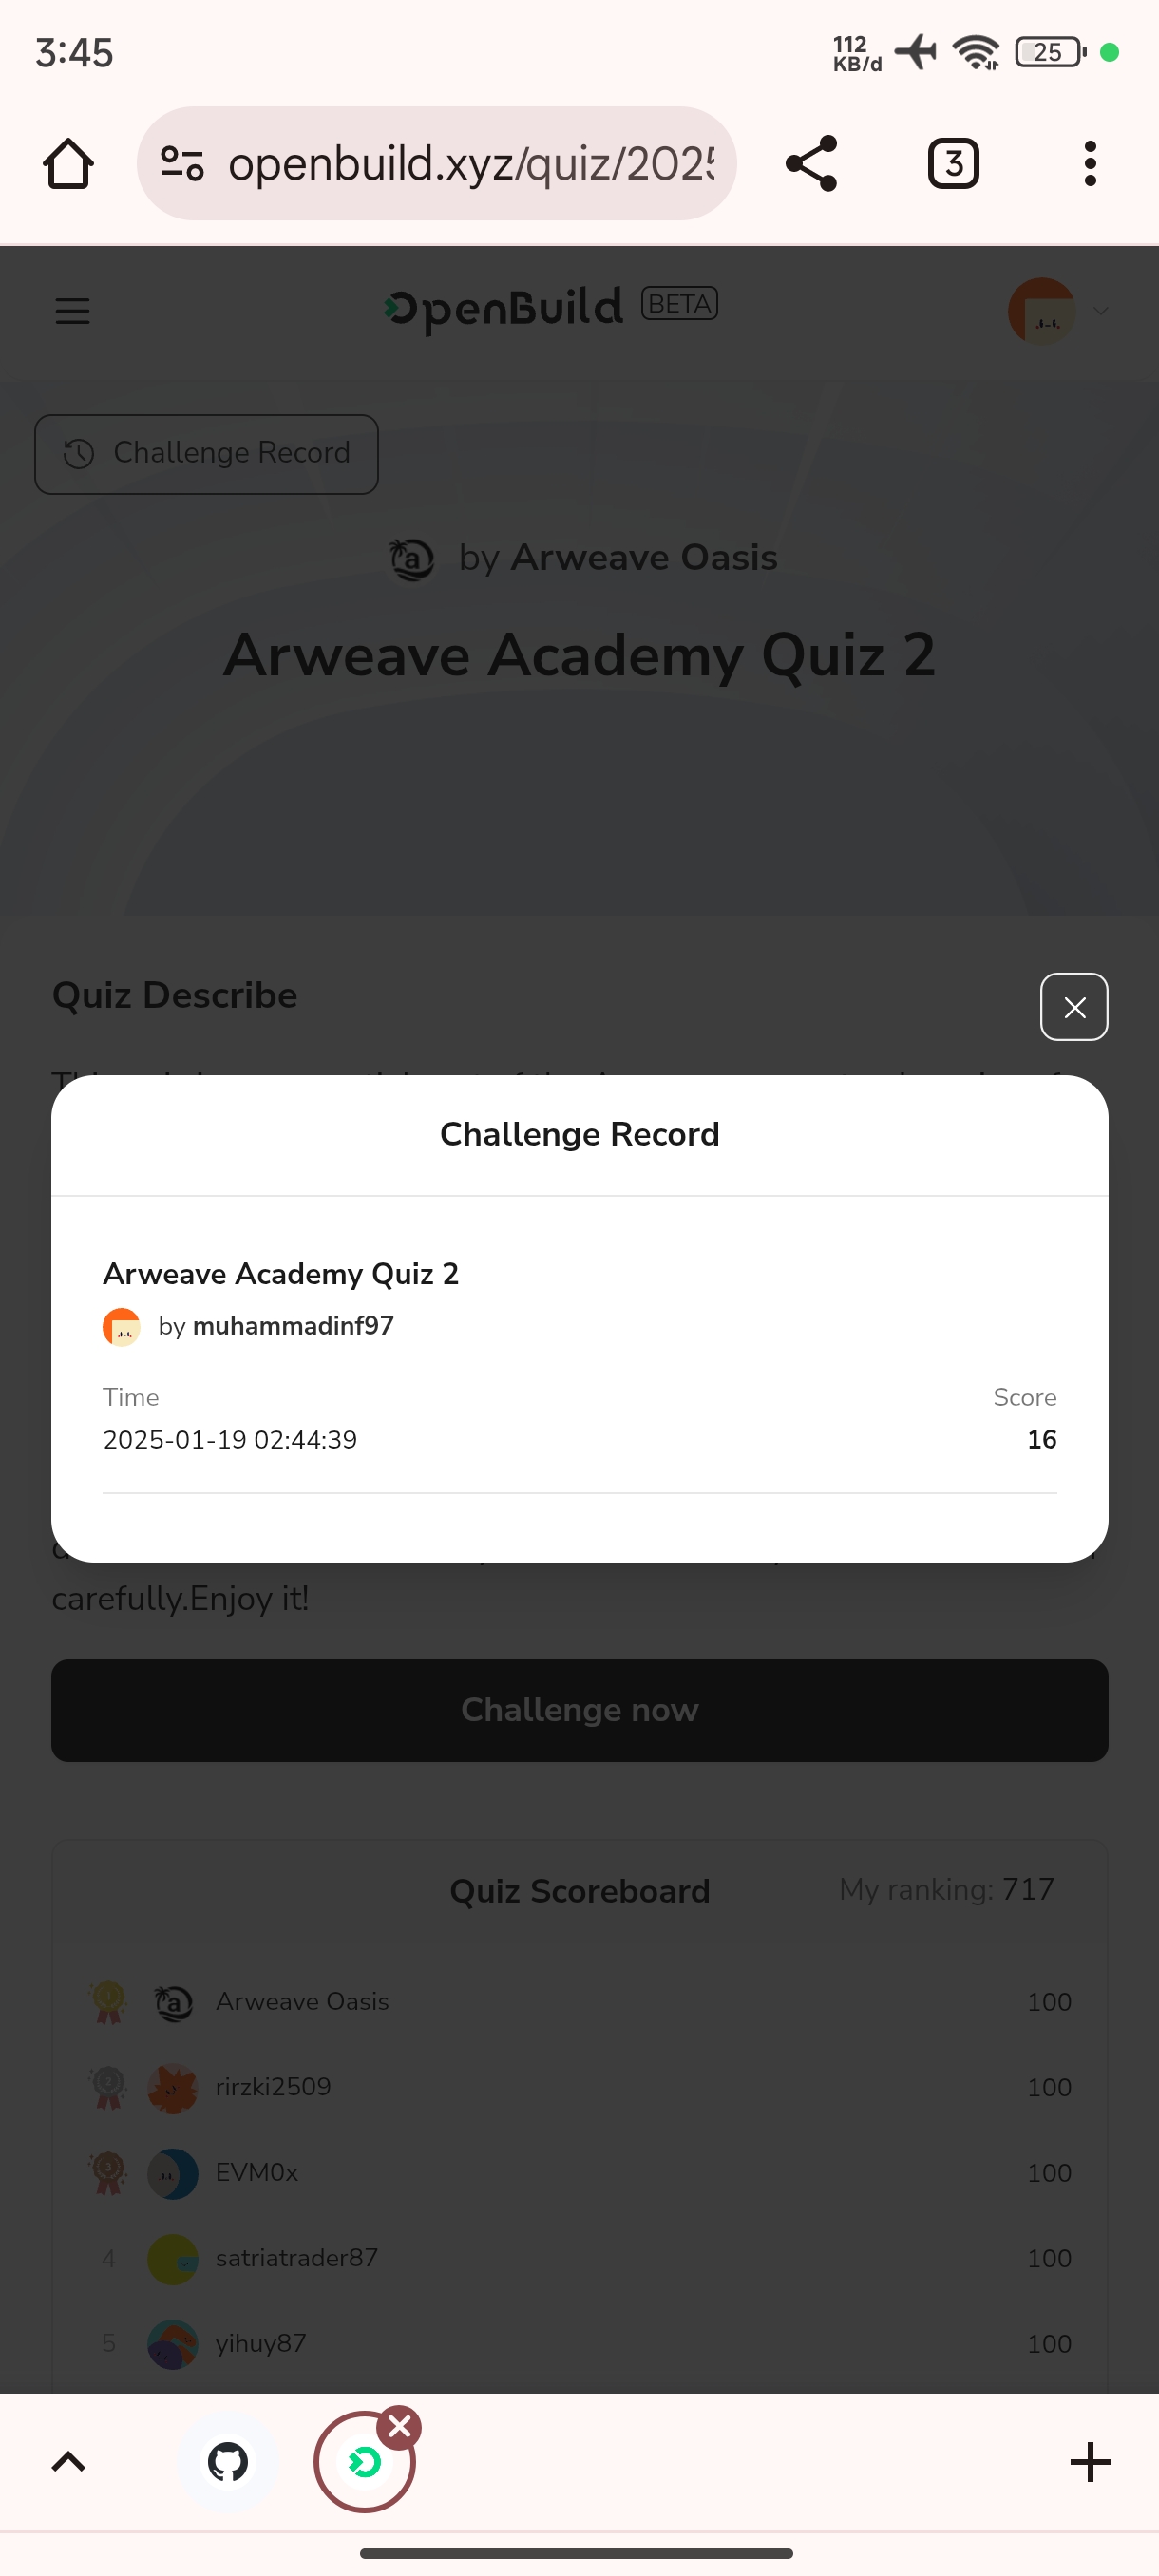 3:45
112
KB/d
25
openbuild.xyz/quiz/2025
3
OpenBuild BETA
Challenge Record
by Arweave Oasis
Arweave Academy Quiz 2
Quiz Describe
Challenge Record
Arweave Academy Quiz 2
by muhammadinf97
Time
Score
2025-01-19 02:44:39
16
carefully.Enjoy it!
Challenge now
Quiz Scoreboard
My ranking: 717
1
Arweave Oasis
100
2
rirzki2509
100
3
EVM0x
100
4
satriatrader87
100
5
yihuy87
100